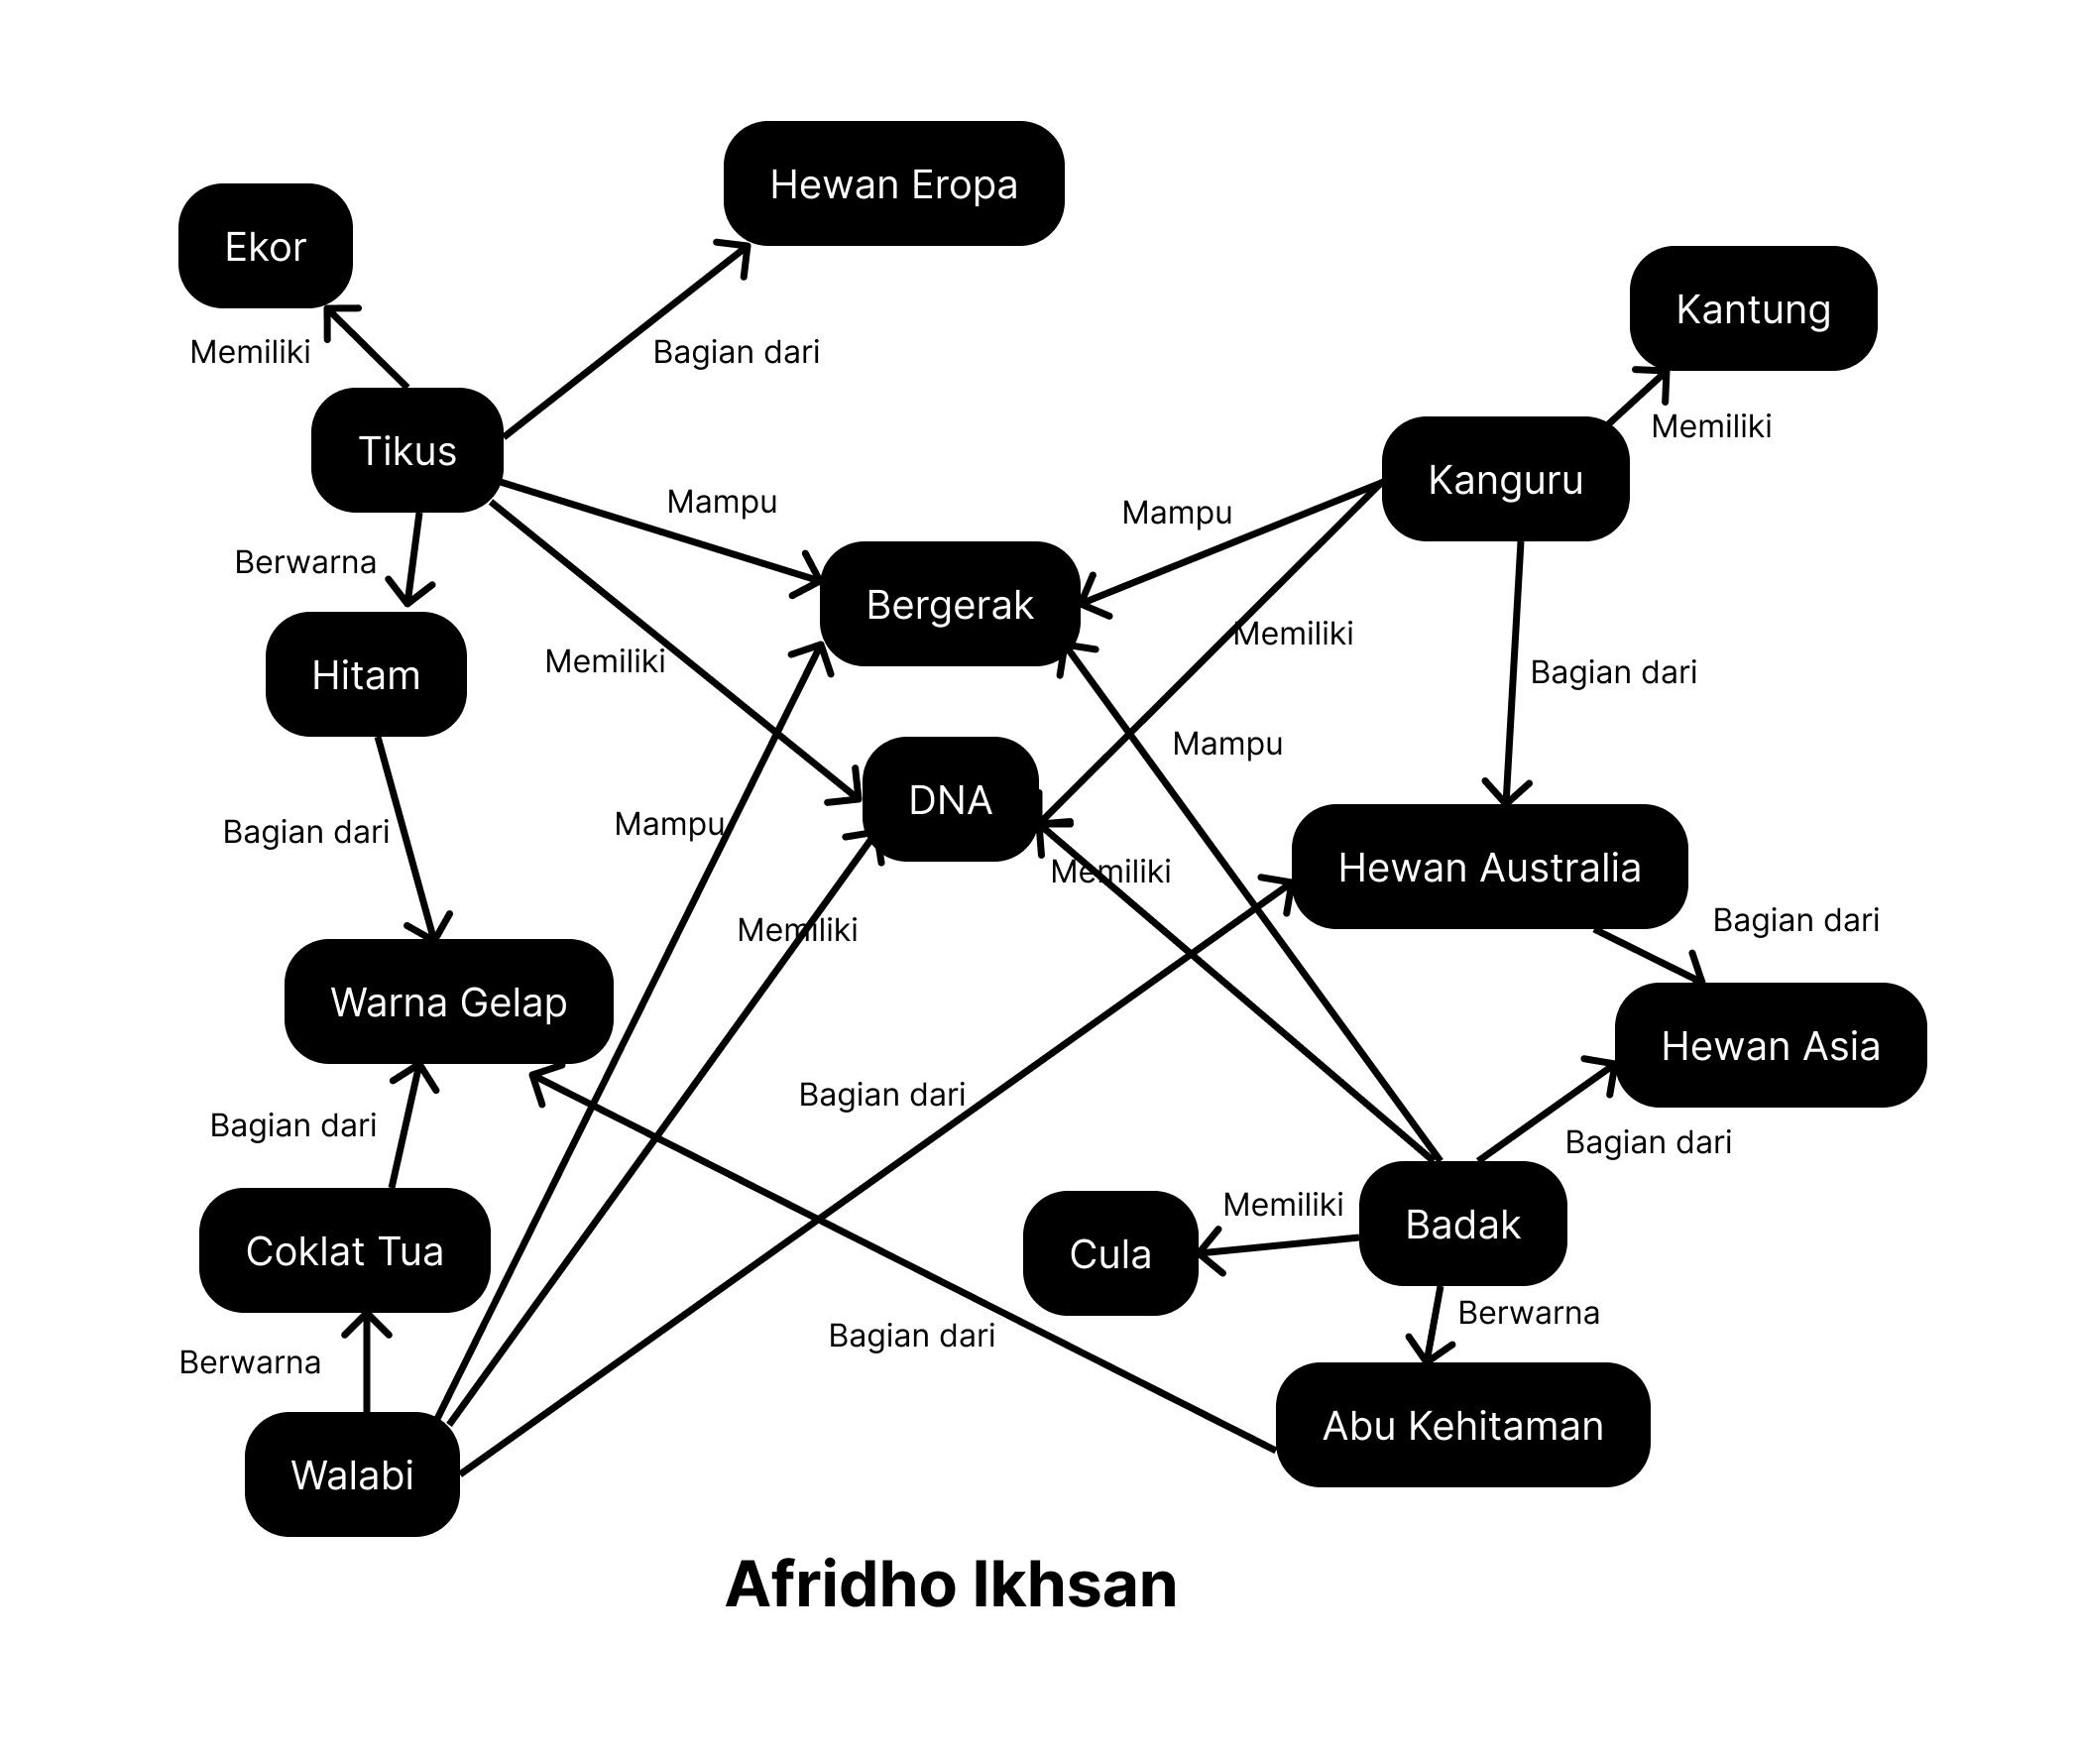 Hewan Eropa
Ekor
Kantung
Memiliki
Bagian dari
Memiliki
Tikus
Kanguru
Mampu
Mampu
Berwarna
Bergerak
Memiliki
Memiliki
Hitam
Bagian dari
Mampu
DNA
Mampu
Bagian dari
Hewan Australia
Memiliki
Bagian dari
Memiliki
Warna Gelap
Hewan Asia
Bagian dari
Bagian dari
Bagian dari
Memiliki
Badak
Coklat Tua
Cula
Berwarna
Bagian dari
Berwarna
Abu Kehitaman
Walabi
Afridho Ikhsan